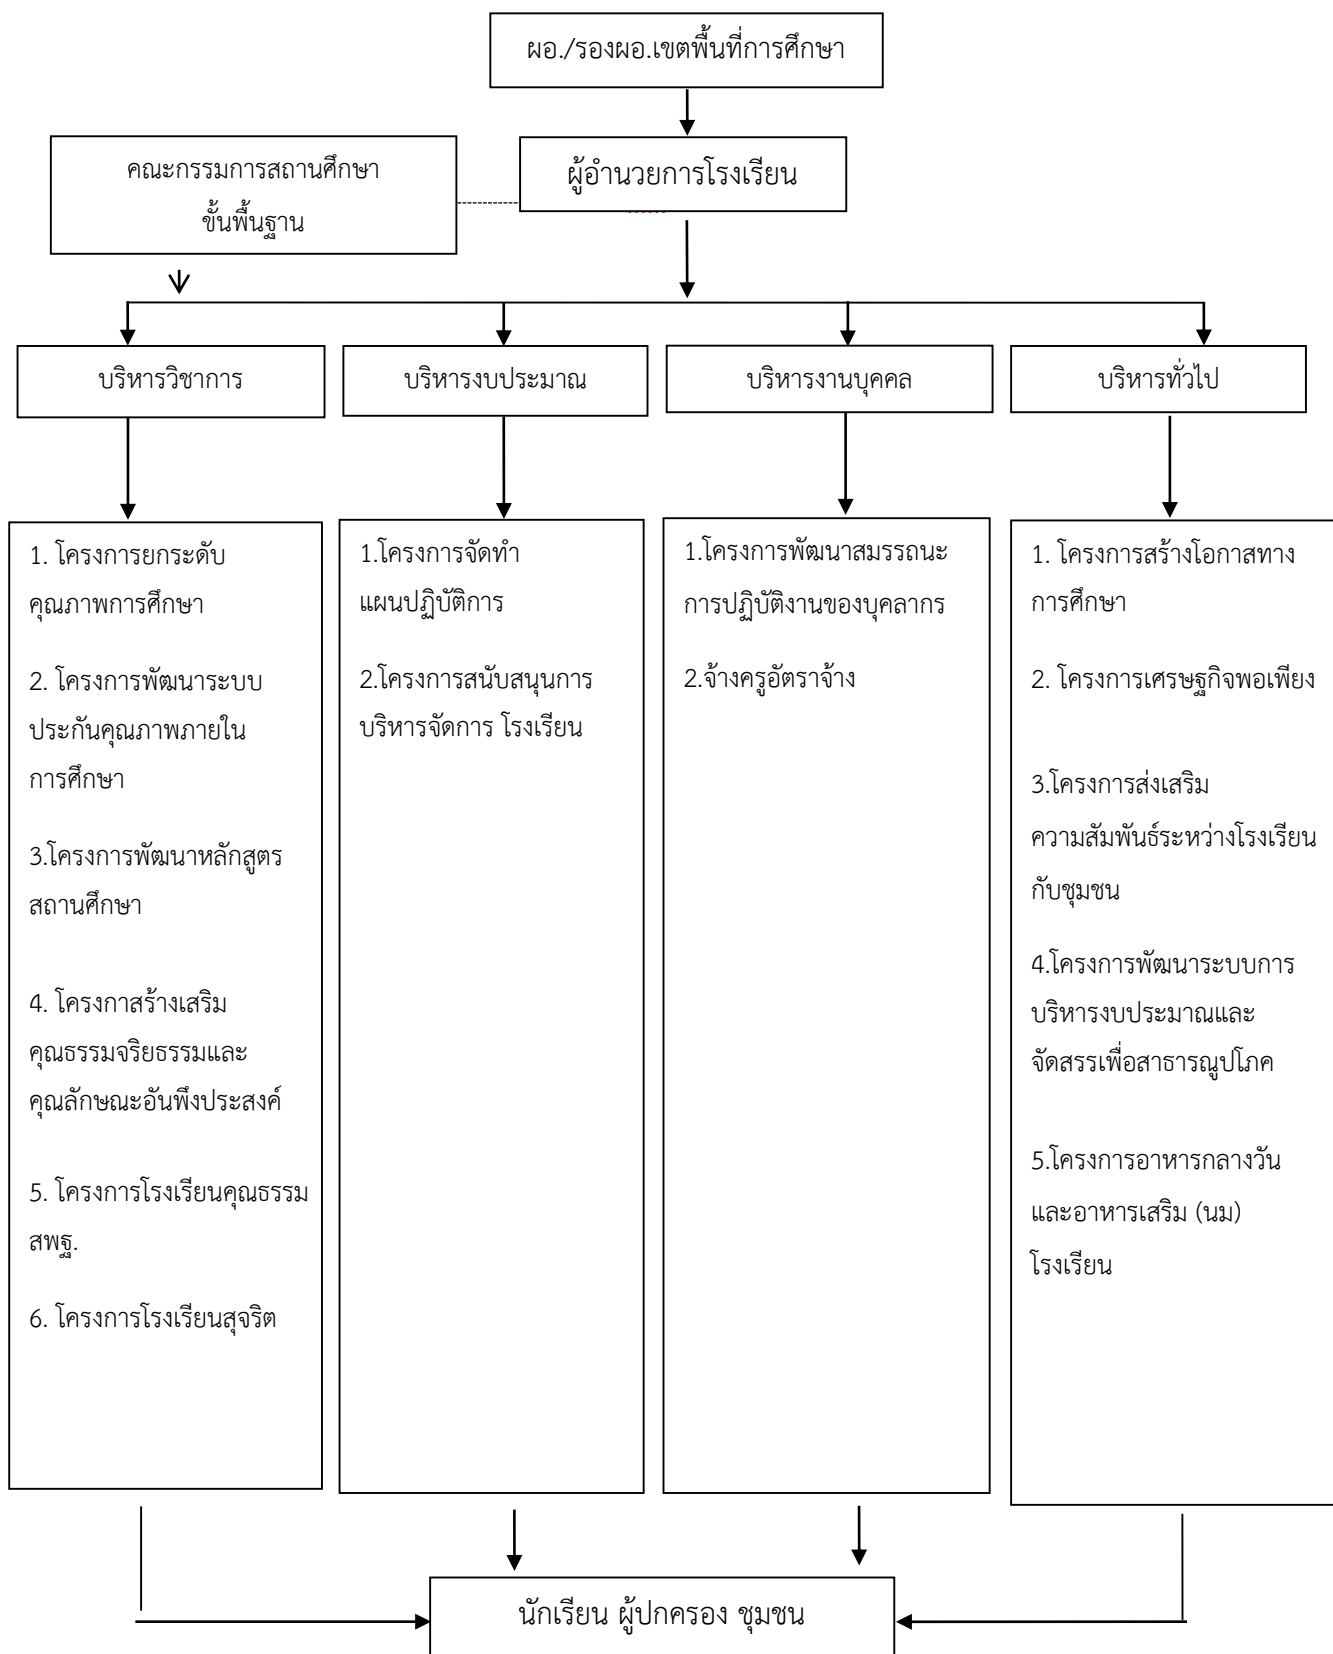 ผอ./รองผอ.เขตพื้นที่การศึกษา
คณะกรรมการสถานศึกษา
ขั้นพื้นฐาน
ผู้อำนวยการโรงเรียน
บริหารวิชาการ
บริหารงบประมาณ
บริหารงานบุคคล
บริหารทั่วไป
1. โครงการยกระดับ
คุณภาพการศึกษา
2. โครงการพัฒนาระบบ
ประกันคุณภาพภายใน
การศึกษา
3.โครงการพัฒนาหลักสูตร
สถานศึกษา
4. โครงกาสร้างเสริม
คุณธรรมจริยธรรมและ
คุณลักษณะอันพึงประสงค์
5. โครงการโรงเรียนคุณธรรม
สพฐ.
6. โครงการโรงเรียนสุจริต
1.โครงการจัดทำ
แผนปฏิบัติการ
2.โครงการสนับสนุนการ
บริหารจัดการ โรงเรียน
1.โครงการพัฒนาสมรรถนะ
การปฏิบัติงานของบุคลากร
2.จ้างครูอัตราจ้าง
1. โครงการสร้างโอกาสทาง
การศึกษา
2. โครงการเศรษฐกิจพอเพียง
3.โครงการส่งเสริม
ความสัมพันธ์ระหว่างโรงเรียน
กับชุมชน
4.โครงการพัฒนาระบบการ
บริหารงบประมาณและ
จัดสรรเพื่อสาธารณูปโภค
5.โครงการอาหารกลางวัน
และอาหารเสริม (นม)
โรงเรียน
นักเรียน ผู้ปกครอง ชุมชน